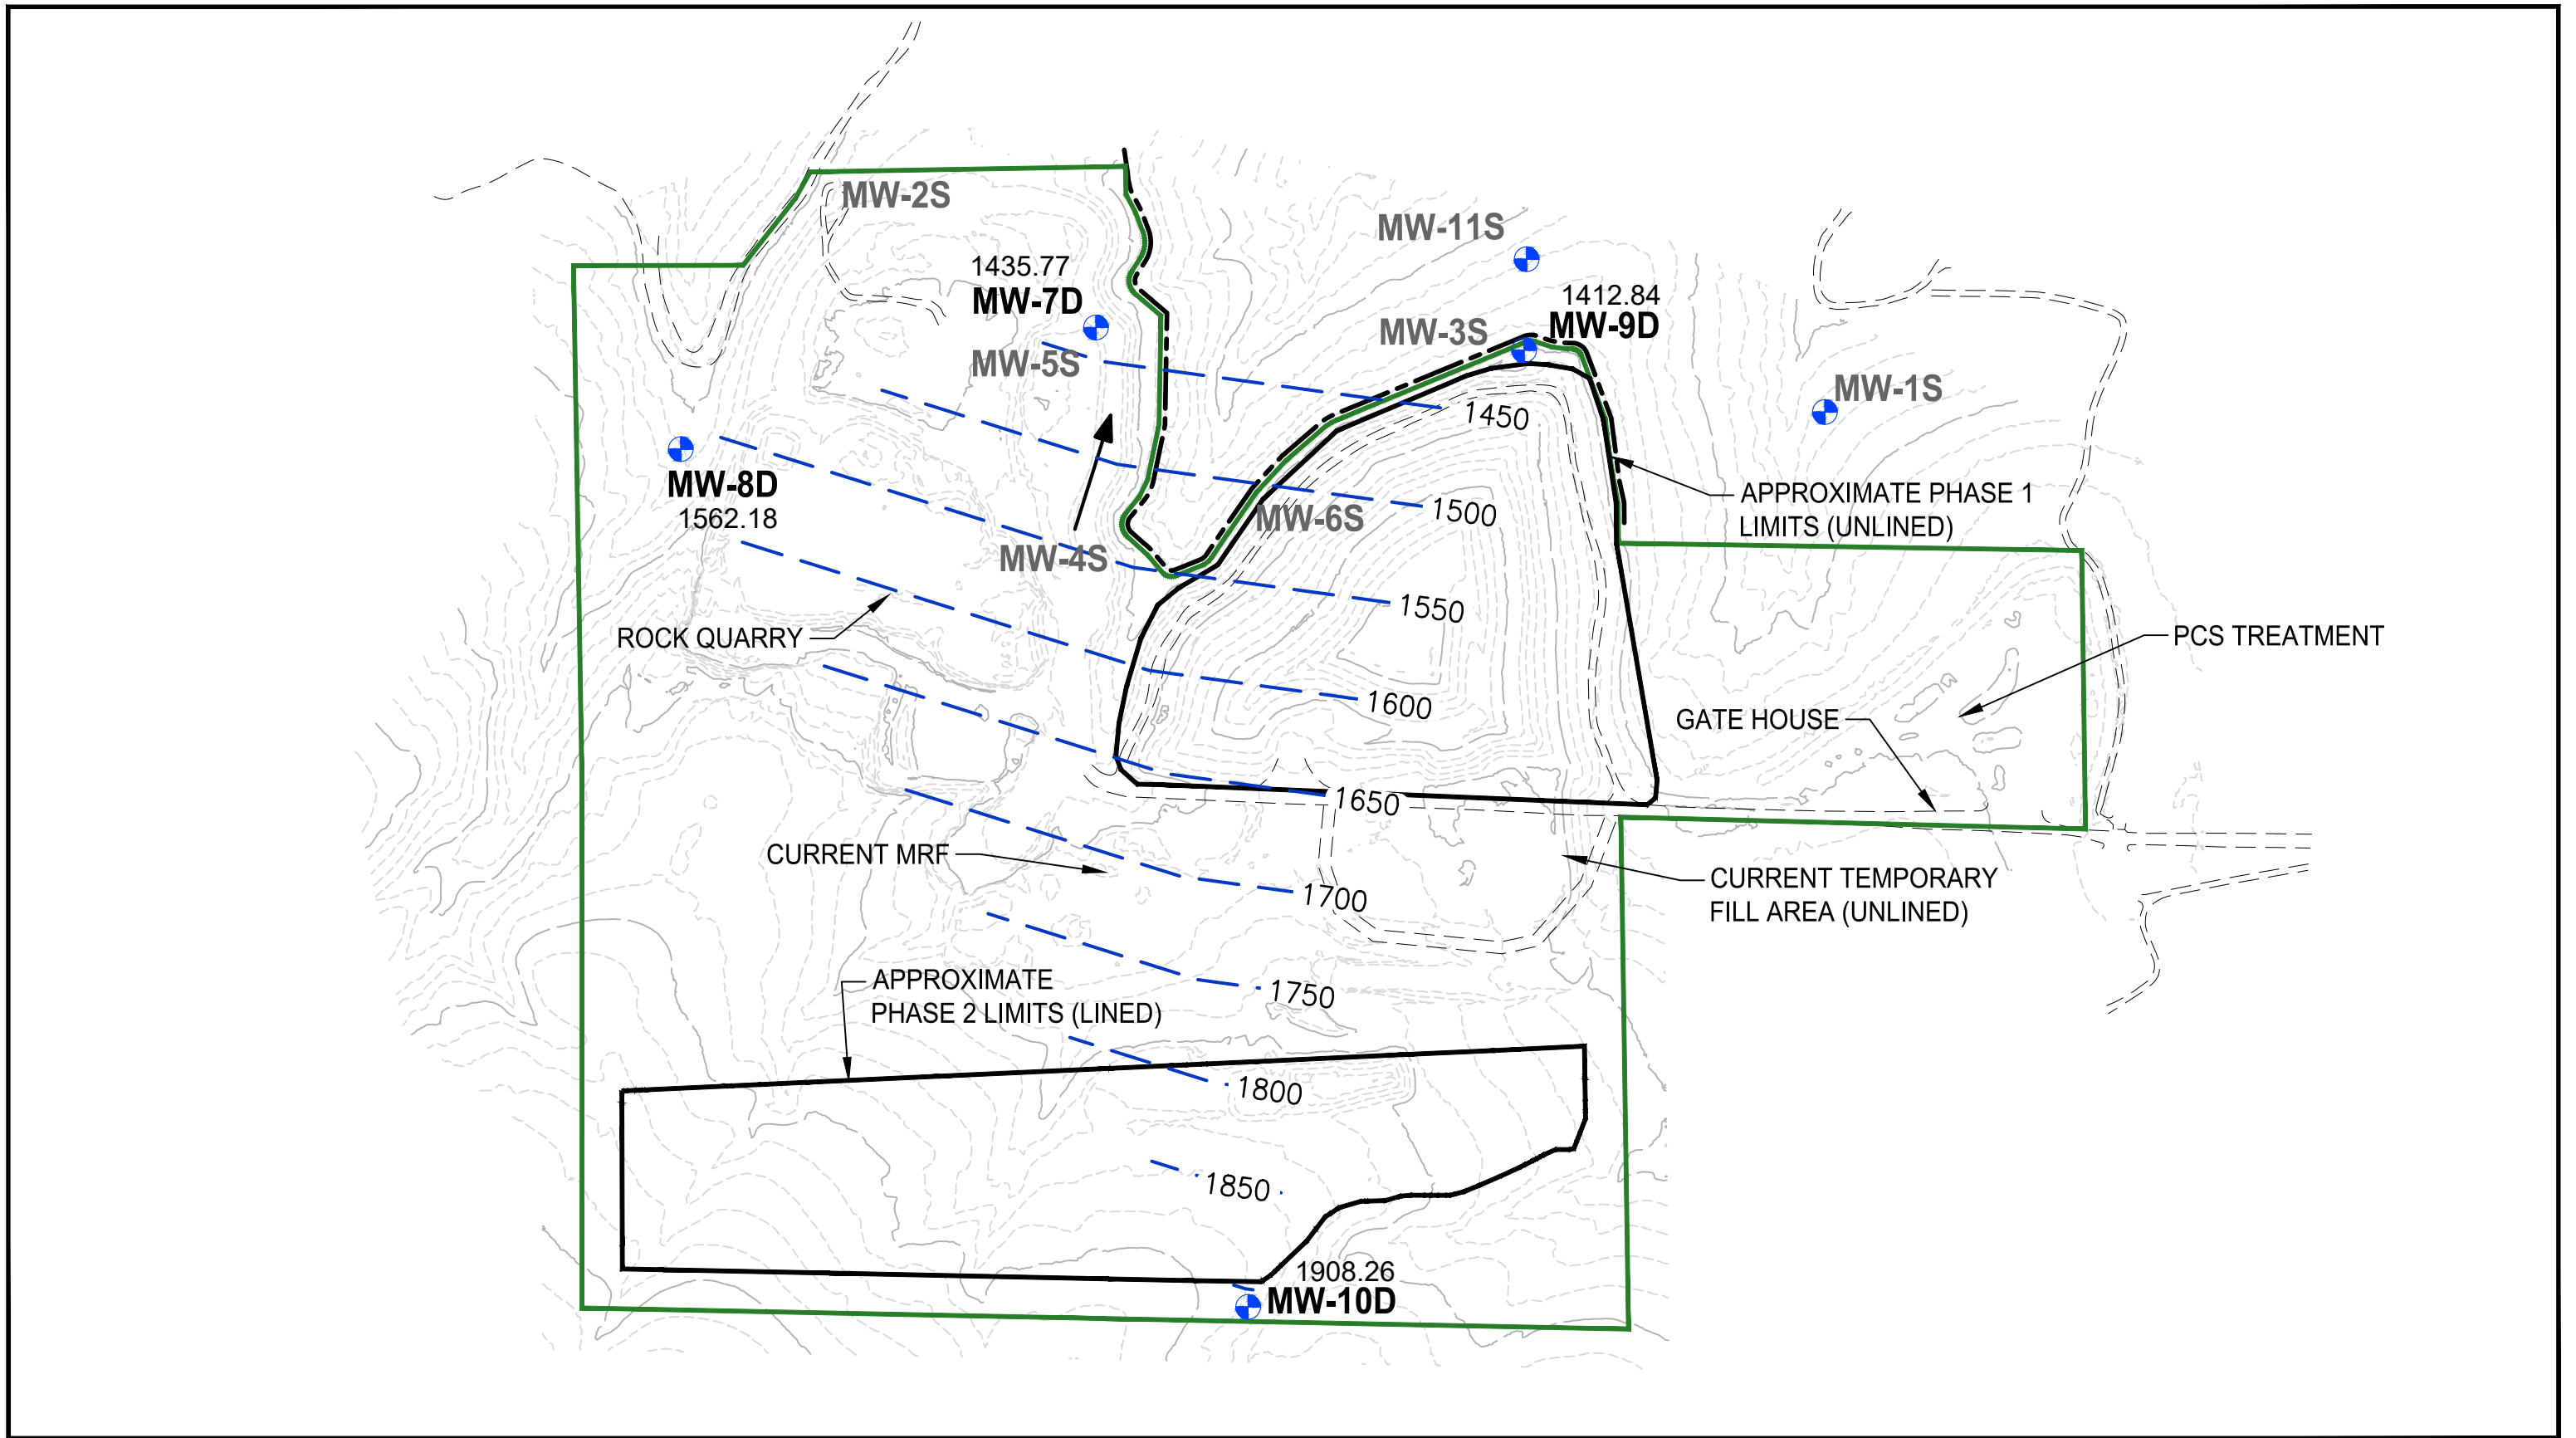 MW-2S
MW-11S
1435.77
MW-7D
1412.84
MW-9D
MW-3S
MW-5S
MW-1S
1450
MW-8D
1562.18
APPROXIMATE PHASE 1
LIMITS (UNLINED)
1500
MW-6S
MW-4S
1550
ROCK QUARRY
PCS TREATMENT
1600
GATE HOUSE
1650
CURRENT MRF
CURRENT TEMPORARY
FILL AREA (UNLINED)
1700
APPROXIMATE
PHASE 2 LIMITS (LINED)
1750
1800
1850
1908.26
MW-10D